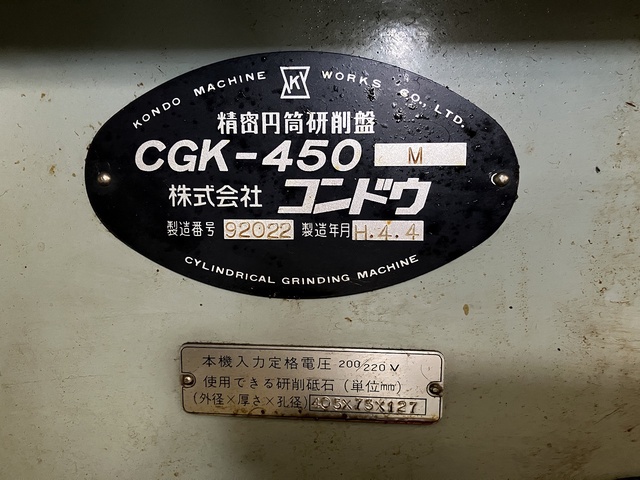 KONDO MACHINE K WORKS CO., LTD.
精密円筒研削盤
CGK-450 M
株式会社 コンドウ
製造番号 92022 製造年月 H.4.4
CYLINDRICAL GRINDING MACHINE
本機入力定格電圧 200/220 V
使用できる研削砥石(単位mm)
(外径×厚さ×孔径) 405×75×127